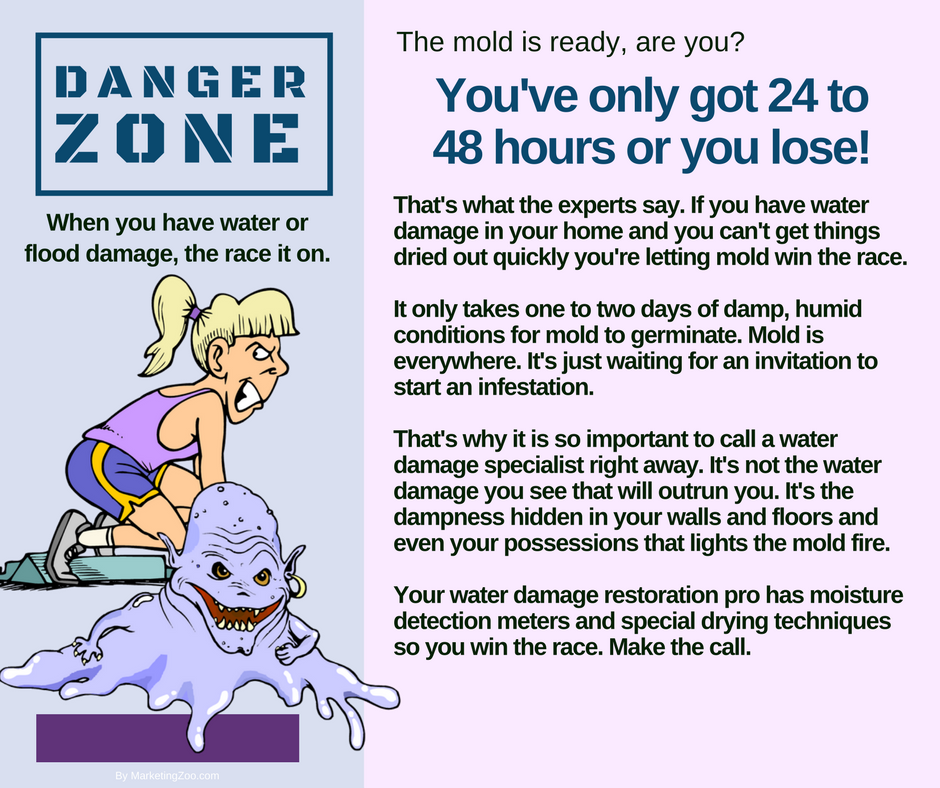 DANGER
ZONE
When you have water or
flood damage, the race it on.
By MarketingZoo.com
The mold is ready, are you?
You've only got 24 to
48 hours or you lose!
That's what the experts say. If you have water
damage in your home and you can't get things
dried out quickly you're letting mold win the race.
It only takes one to two days of damp, humid
conditions for mold to germinate. Mold is
everywhere. It's just waiting for an invitation to
start an infestation.
That's why it is so important to call a water
damage specialist right away. It's not the water
damage you see that will outrun you. It's the
dampness hidden in your walls and floors and
even your possessions that lights the mold fire.
Your water damage restoration pro has moisture
detection meters and special drying techniques
so you win the race. Make the call.